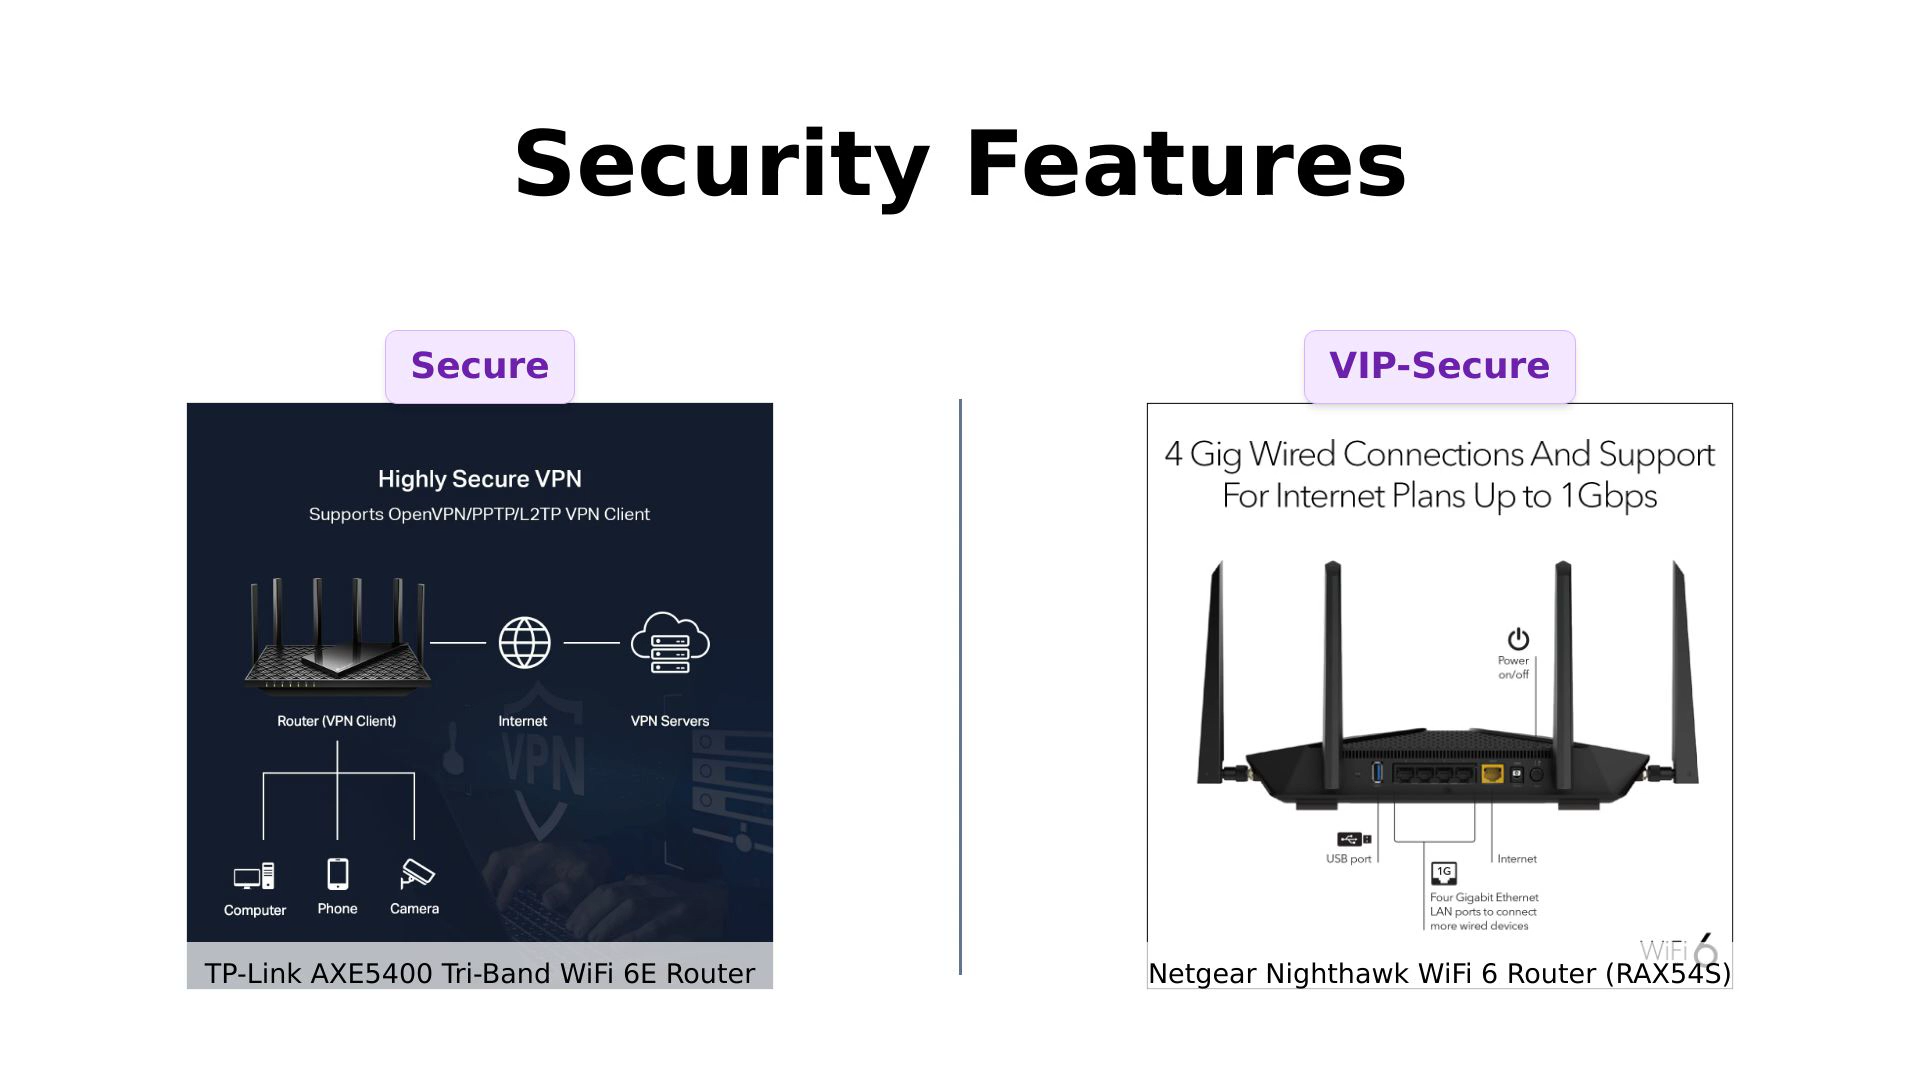 Security Features
Secure
Highly Secure VPN
Supports OpenVPN/PPTP/L2TP VPN Client
Router (VPN Client)
Internet
VPN Servers
VPN
Computer
Phone
Camera
TP-Link AXE5400 Tri-Band WiFi 6E Router
VIP-Secure
4 Gig Wired Connections And Support
For Internet Plans Up to 1Gbps
Power
on/off
USB port
Internet
1G
Four Gigabit Ethernet
LAN ports to connect
more wired devices
WiFi 6
Netgear Nighthawk WiFi 6 Router (RAX54S)